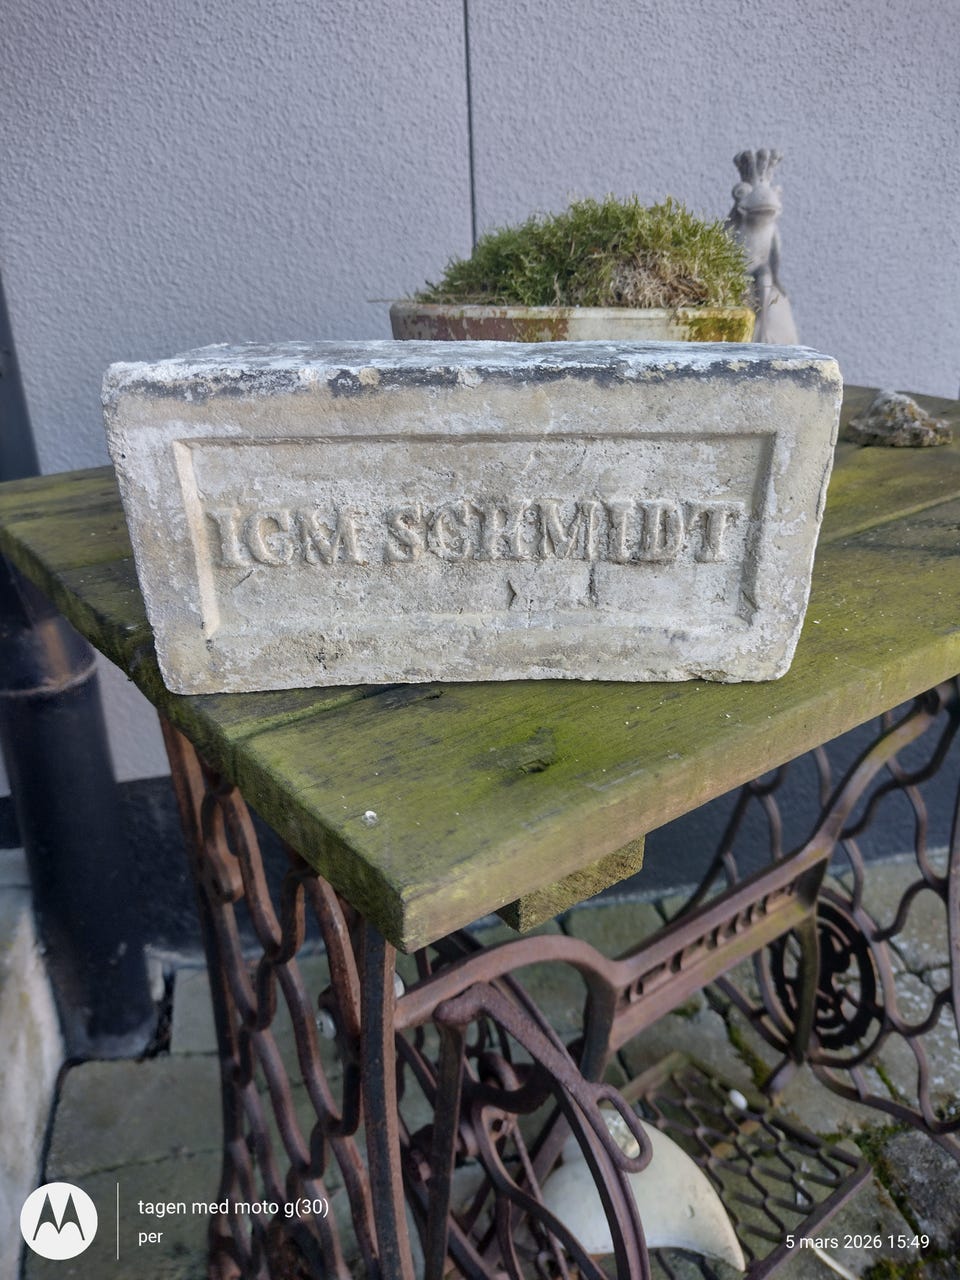 ICM SCHMIDT
tagen med moto g(30)
per
5 mars 2026 15:49